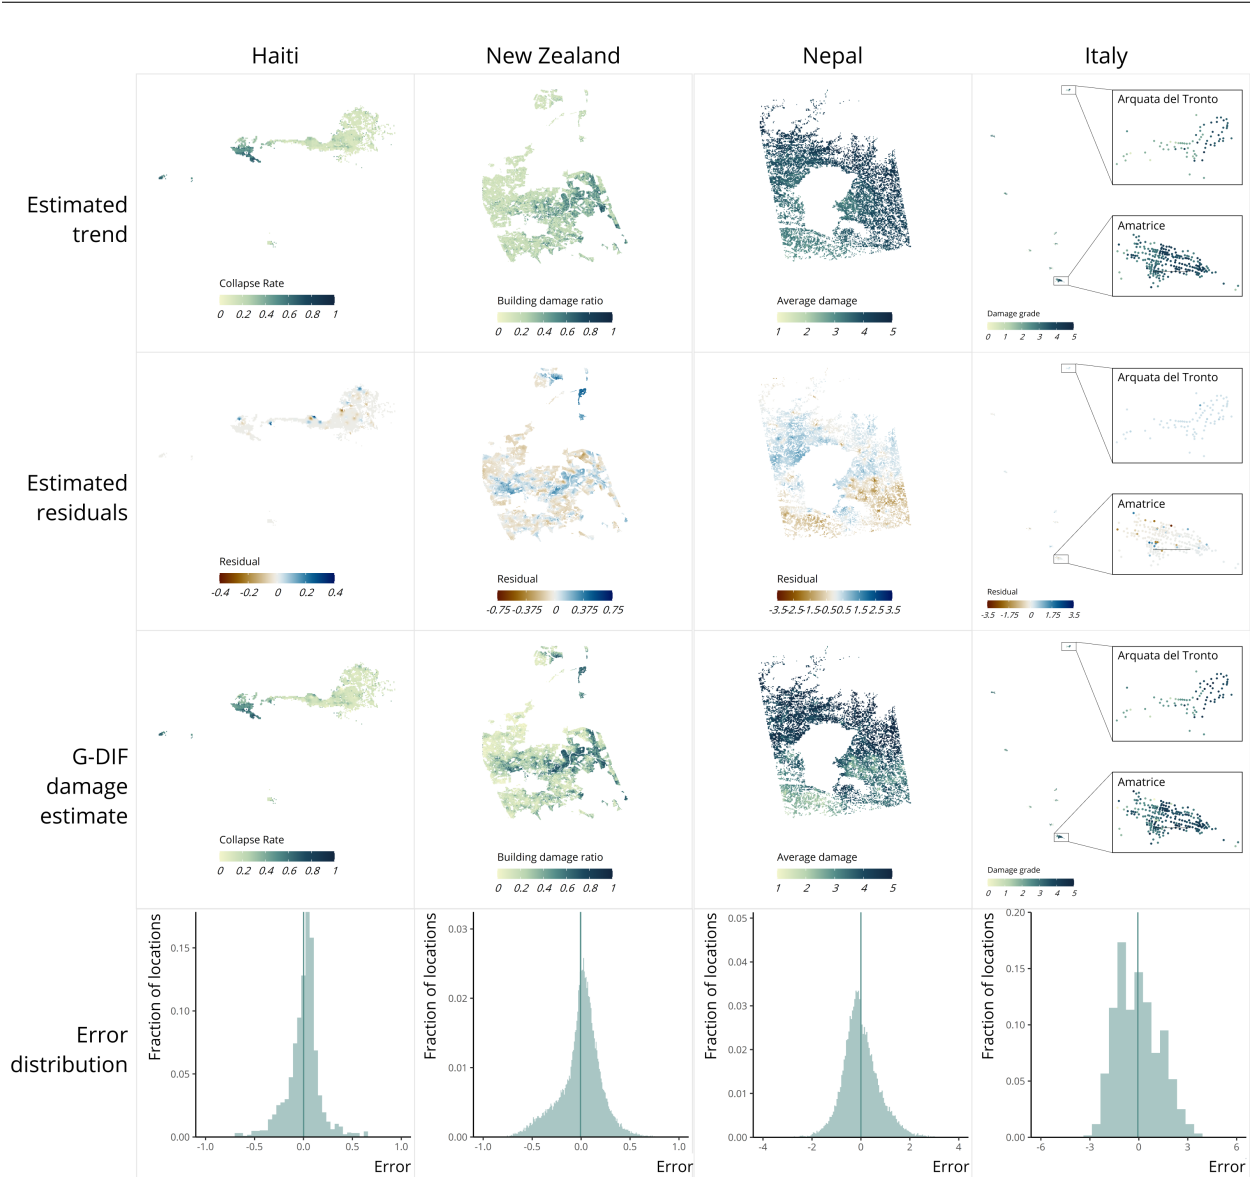 Haiti
New Zealand
Nepal
Italy
Estimated
trend
Collapse Rate
0 0.2 0.4 0.6 0.8 1
Building damage ratio
0 0.2 0.4 0.6 0.8 1
Average damage
1 2 3 4 5
Arquata del Tronto
Amatrice
Damage grade
0 1 2 3 4 5
Estimated
residuals
Residual
-0.4 -0.2 0 0.2 0.4
Residual
-0.75 -0.375 0 0.375 0.75
Residual
-3.5 -2.5 -1.5 -0.5 0.5 1.5 2.5 3.5
Arquata del Tronto
Amatrice
Residual
-3.5 -1.75 0 1.75 3.5
G-DIF
damage
estimate
Collapse Rate
0 0.2 0.4 0.6 0.8 1
Building damage ratio
0 0.2 0.4 0.6 0.8 1
Average damage
1 2 3 4 5
Arquata del Tronto
Amatrice
Damage grade
0 1 2 3 4 5
Error
distribution
Fraction of locations
0.15
0.10
0.05
0.00
-1.0 -0.5 0.0 0.5 1.0
Error
Fraction of locations
0.03
0.02
0.01
0.00
-1.0 -0.5 0.0 0.5 1.0
Error
Fraction of locations
0.05
0.04
0.03
0.02
0.01
0.00
-4 -2 0 2 4
Error
Fraction of locations
0.20
0.15
0.10
0.05
0.00
-6 -3 0 3 6
Error